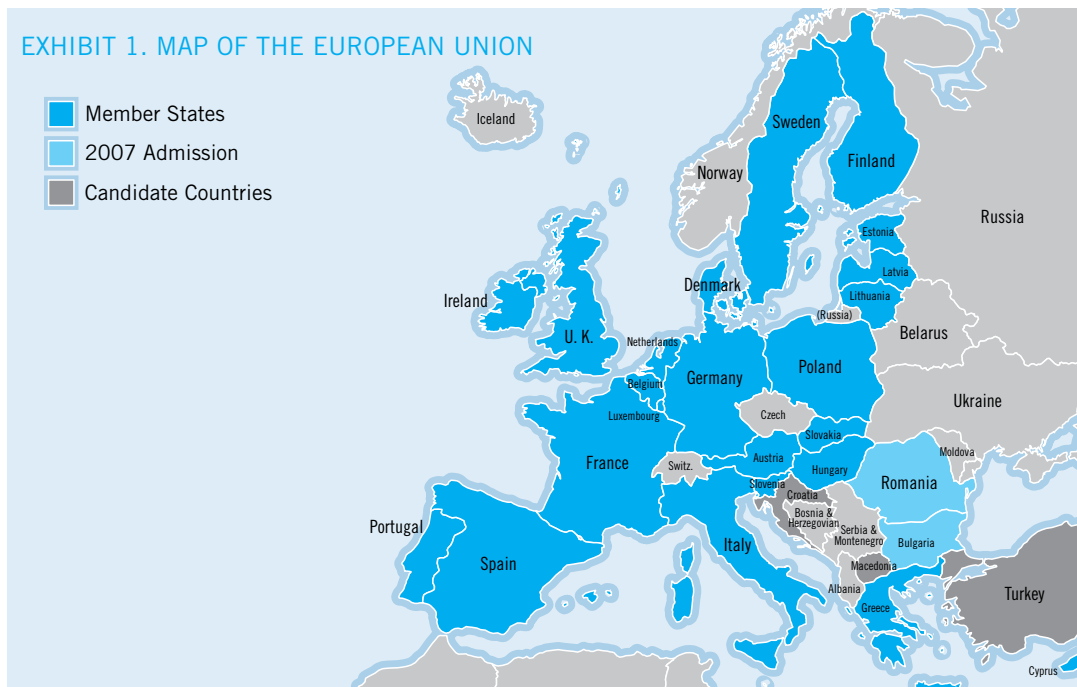 EXHIBIT 1. MAP OF THE EUROPEAN UNION
Member States
2007 Admission
Candidate Countries
Iceland
Sweden
Finland
Norway
Russia
Estonia
Latvia
Denmark
Lithuania
Ireland
(Russia)
Belarus
U. K.
Netherlands
Poland
Germany
Belgium
Ukraine
Czech
Luxembourg
Slovakia
Moldova
Austria
France
Switz.
Hungary
Romania
Slovenia
Croatia
Bosnia &
Herzegovian
Serbia &
Montenegro
Portugal
Italy
Bulgaria
Spain
Macedonia
Albania
Turkey
Greece
Cyprus